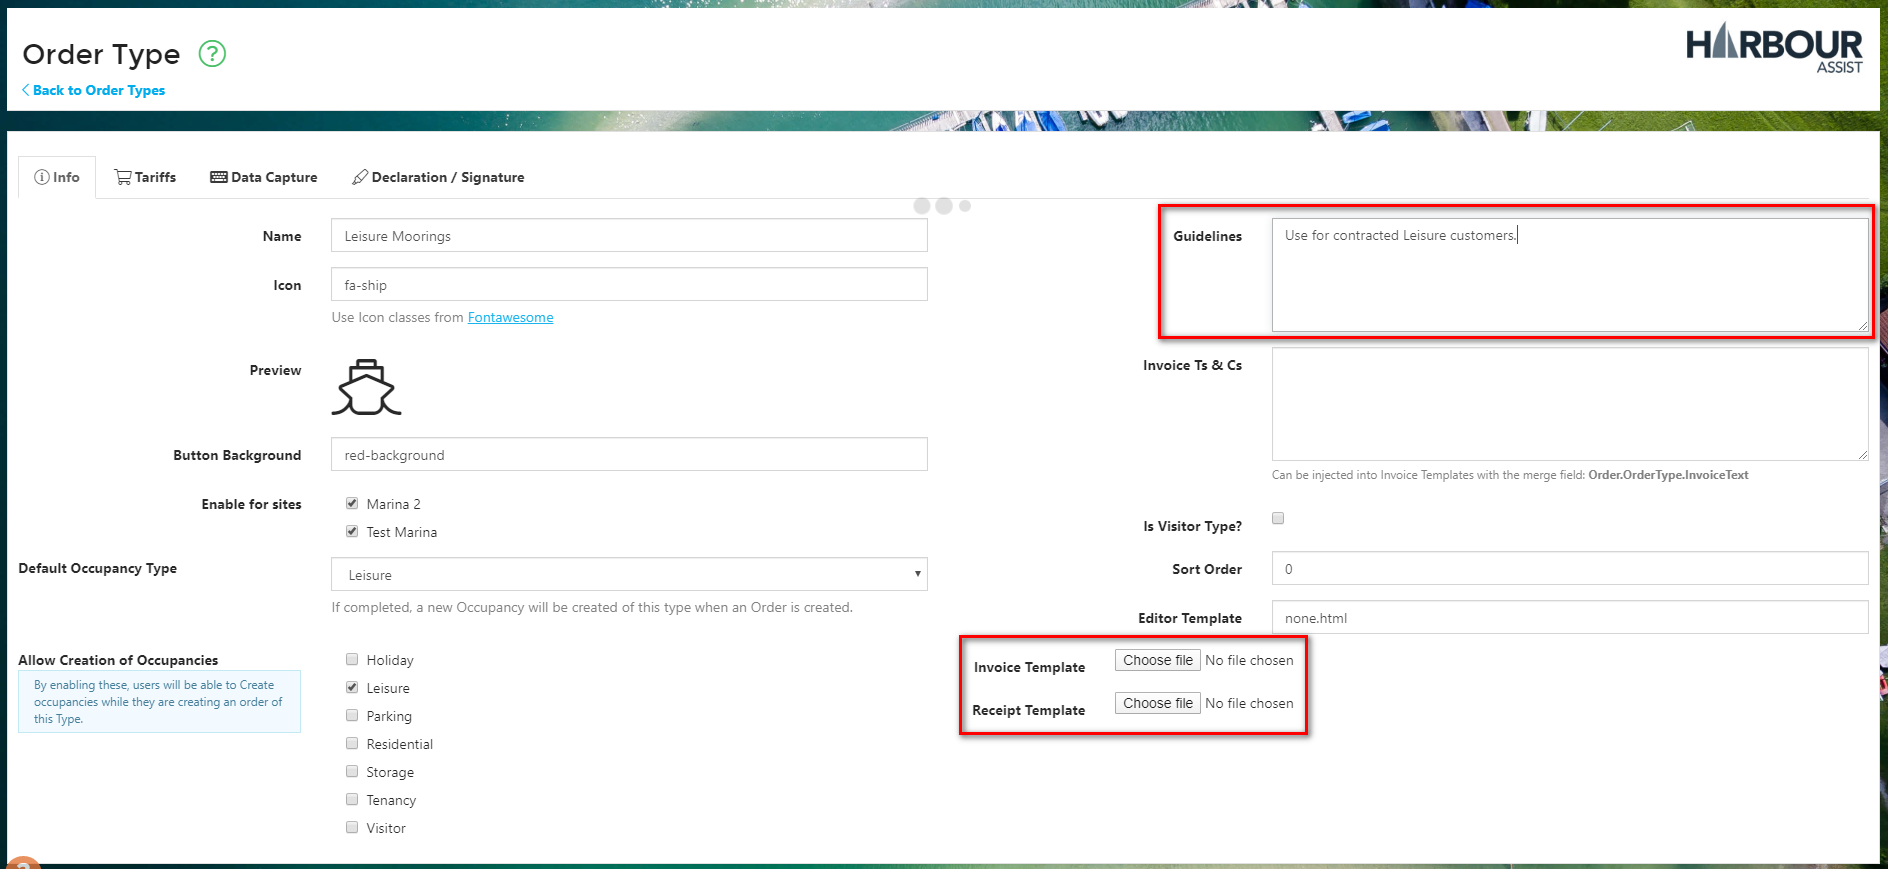 Order Type ?
HARBOUR
ASSIST
Back to Order Types
Info
Tariffs
Data Capture
Declaration / Signature
Name
Leisure Moorings
Icon
fa-ship
Use Icon classes from Fontawesome
Preview
Button Background
red-background
Enable for sites
Marina 2
Test Marina
Default Occupancy Type
Leisure
If completed, a new Occupancy will be created of this type when an Order is created.
Allow Creation of Occupancies
By enabling these, users will be able to Create
occupancies while they are creating an order of
this Type.
Holiday
Leisure
Parking
Residential
Storage
Tenancy
Visitor
Guidelines
Use for contracted Leisure customers.
Invoice Ts & Cs
Can be injected into Invoice Templates with the merge field: Order.OrderType.InvoiceText
Is Visitor Type?
Sort Order
0
Editor Template
none.html
Invoice Template
Choose file No file chosen
Receipt Template
Choose file No file chosen